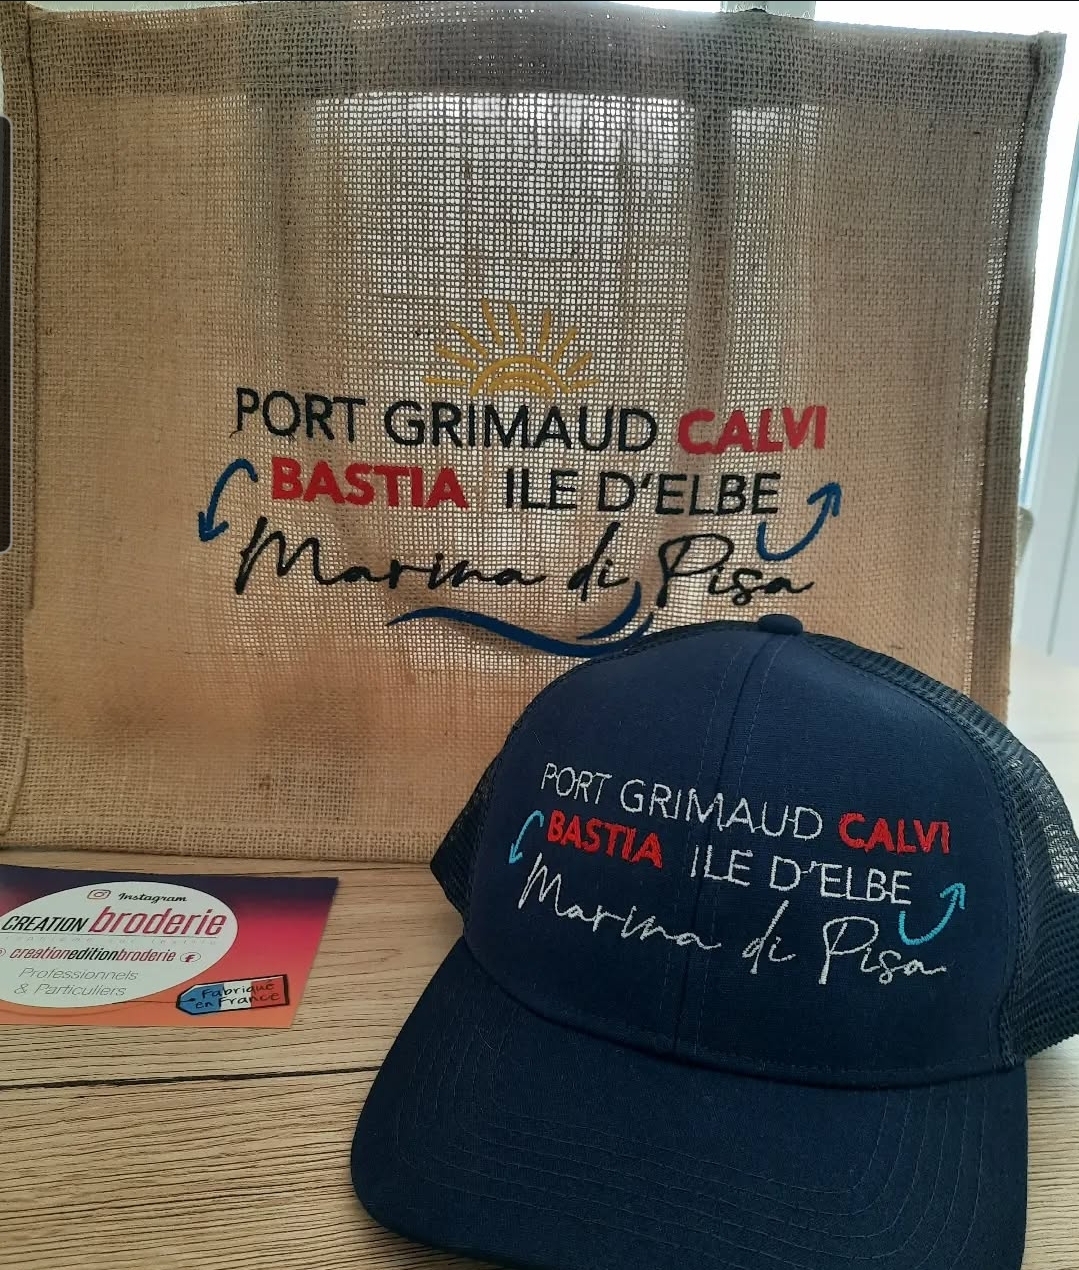 PORT GRIMAUD CALVI
BASTIA ILE D'ELBE
Marina di Pisa
PORT GRIMAUD CALVI
BASTIA ILE D'ELBE
Marina di Pisa
Instagram
CREATION broderie
creationeditionbroderie
Professionnels
& Particuliers
Fabriqué
en France